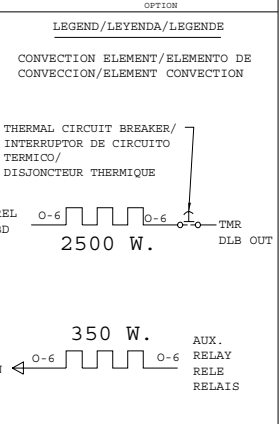 OPTION
LEGEND/LEYENDA/LEGENDE
CONVECTION ELEMENT/ELEMENTO DE
CONVECCION/ELEMENT CONVECTION
THERMAL CIRCUIT BREAKER/
INTERRUPTOR DE CIRCUITO
TERMICO/
DISJONCTEUR THERMIQUE
O-6 O-6 TMR
DLB OUT
2500 W.
350 W.
AUX.
O-6 O-6 RELAY
RELE
RELAIS